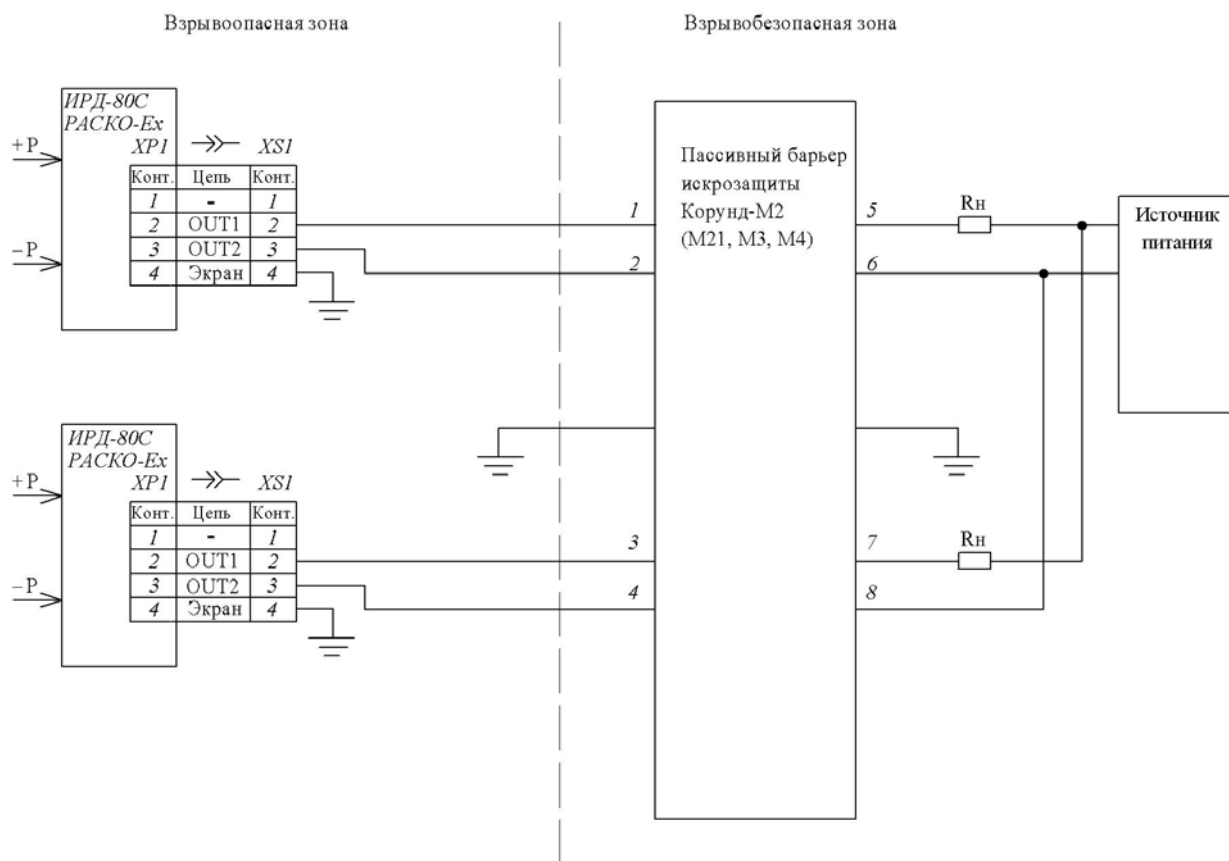 Взрывоопасная зона
Взрывобезопасная зона
ИРД-80С
РАСКО-Ex
XP1 XS1
+P
−P
Конт. Цепь Конт.
1 - 1
2 OUT1 2
3 OUT2 3
4 Экран 4
1
2
Пассивный барьер
искрозащиты
Корунд-М2
(М21, М3, М4)
5
6
Rн
Источник
питания
ИРД-80С
РАСКО-Ex
XP1 XS1
+P
−P
Конт. Цепь Конт.
1 - 1
2 OUT1 2
3 OUT2 3
4 Экран 4
3
4
7
8
Rн